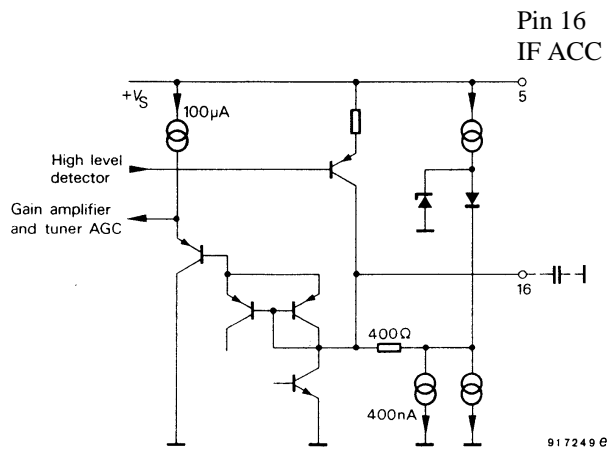 Pin 16
IF ACC
+VS
5
100μA
High level
detector
Gain amplifier
and tuner AGC
16
400Ω
400nA
917249e